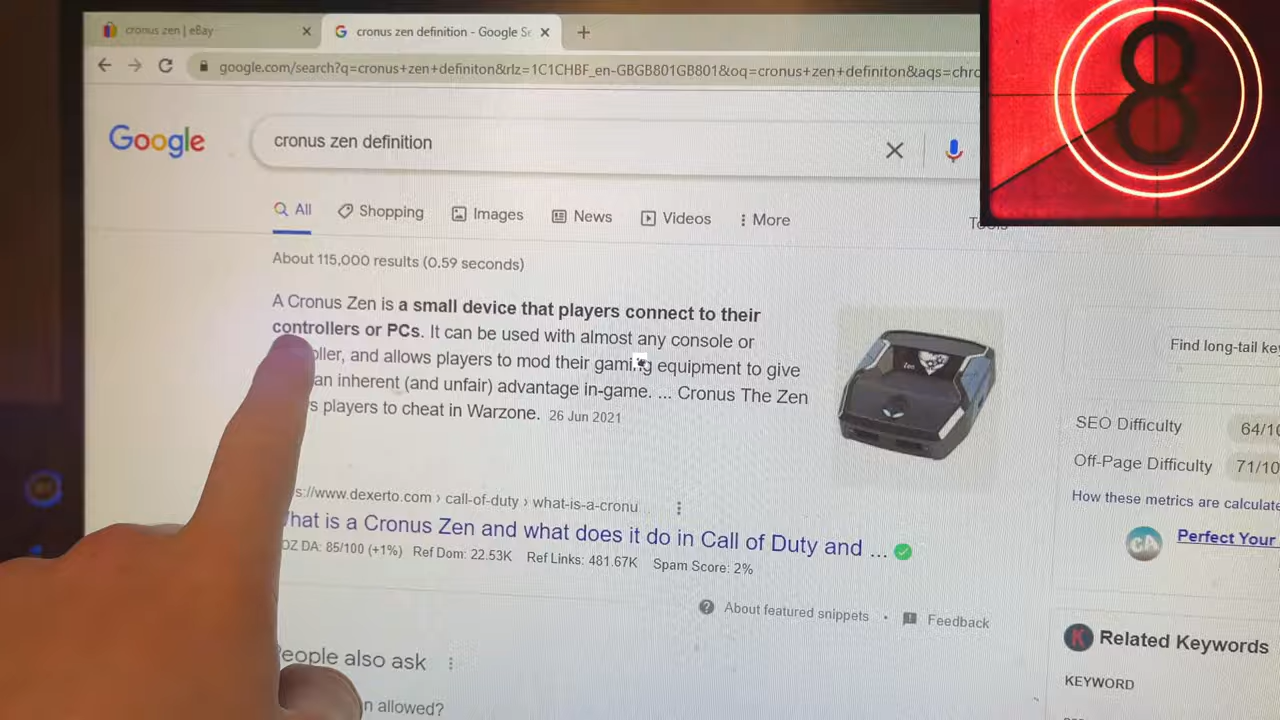 cronus zen | eBay
cronus zen definition - Google Se
google.com/search?q=cronus+zen+definiton&rlz=1C1CHBF_en-GBGB801GB801&oq=cronus+zen+definiton&aqs=chro
8
Google
cronus zen definition
All
Shopping
Images
News
Videos
More
Tools
About 115,000 results (0.59 seconds)
A Cronus Zen is a small device that players connect to their
controllers or PCs. It can be used with almost any console or
oller, and allows players to mod their gaming equipment to give
an inherent (and unfair) advantage in-game. ... Cronus The Zen
s players to cheat in Warzone. 26 Jun 2021
Zen
s://www.dexerto.com › call-of-duty › what-is-a-cronu
What is a Cronus Zen and what does it do in Call of Duty and ...
OZ DA: 85/100 (+1%) Ref Dom: 22.53K Ref Links: 481.67K Spam Score: 2%
About featured snippets
Feedback
People also ask
n allowed?
Find long-tail ke
SEO Difficulty 64/10
Off-Page Difficulty 71/10
How these metrics are calculate
CA
Perfect Your
K
Related Keywords
KEYWORD